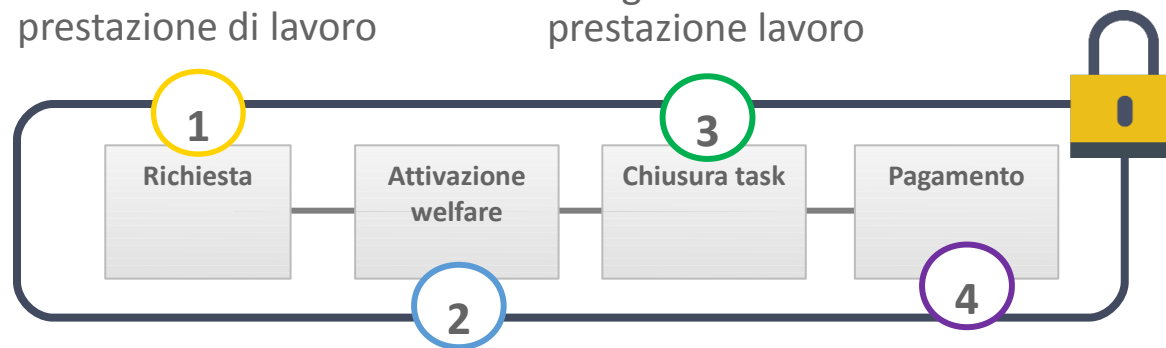 prestazione di lavoro
prestazione lavoro
1
3
Richiesta
Attivazione
welfare
Chiusura task
Pagamento
2
4